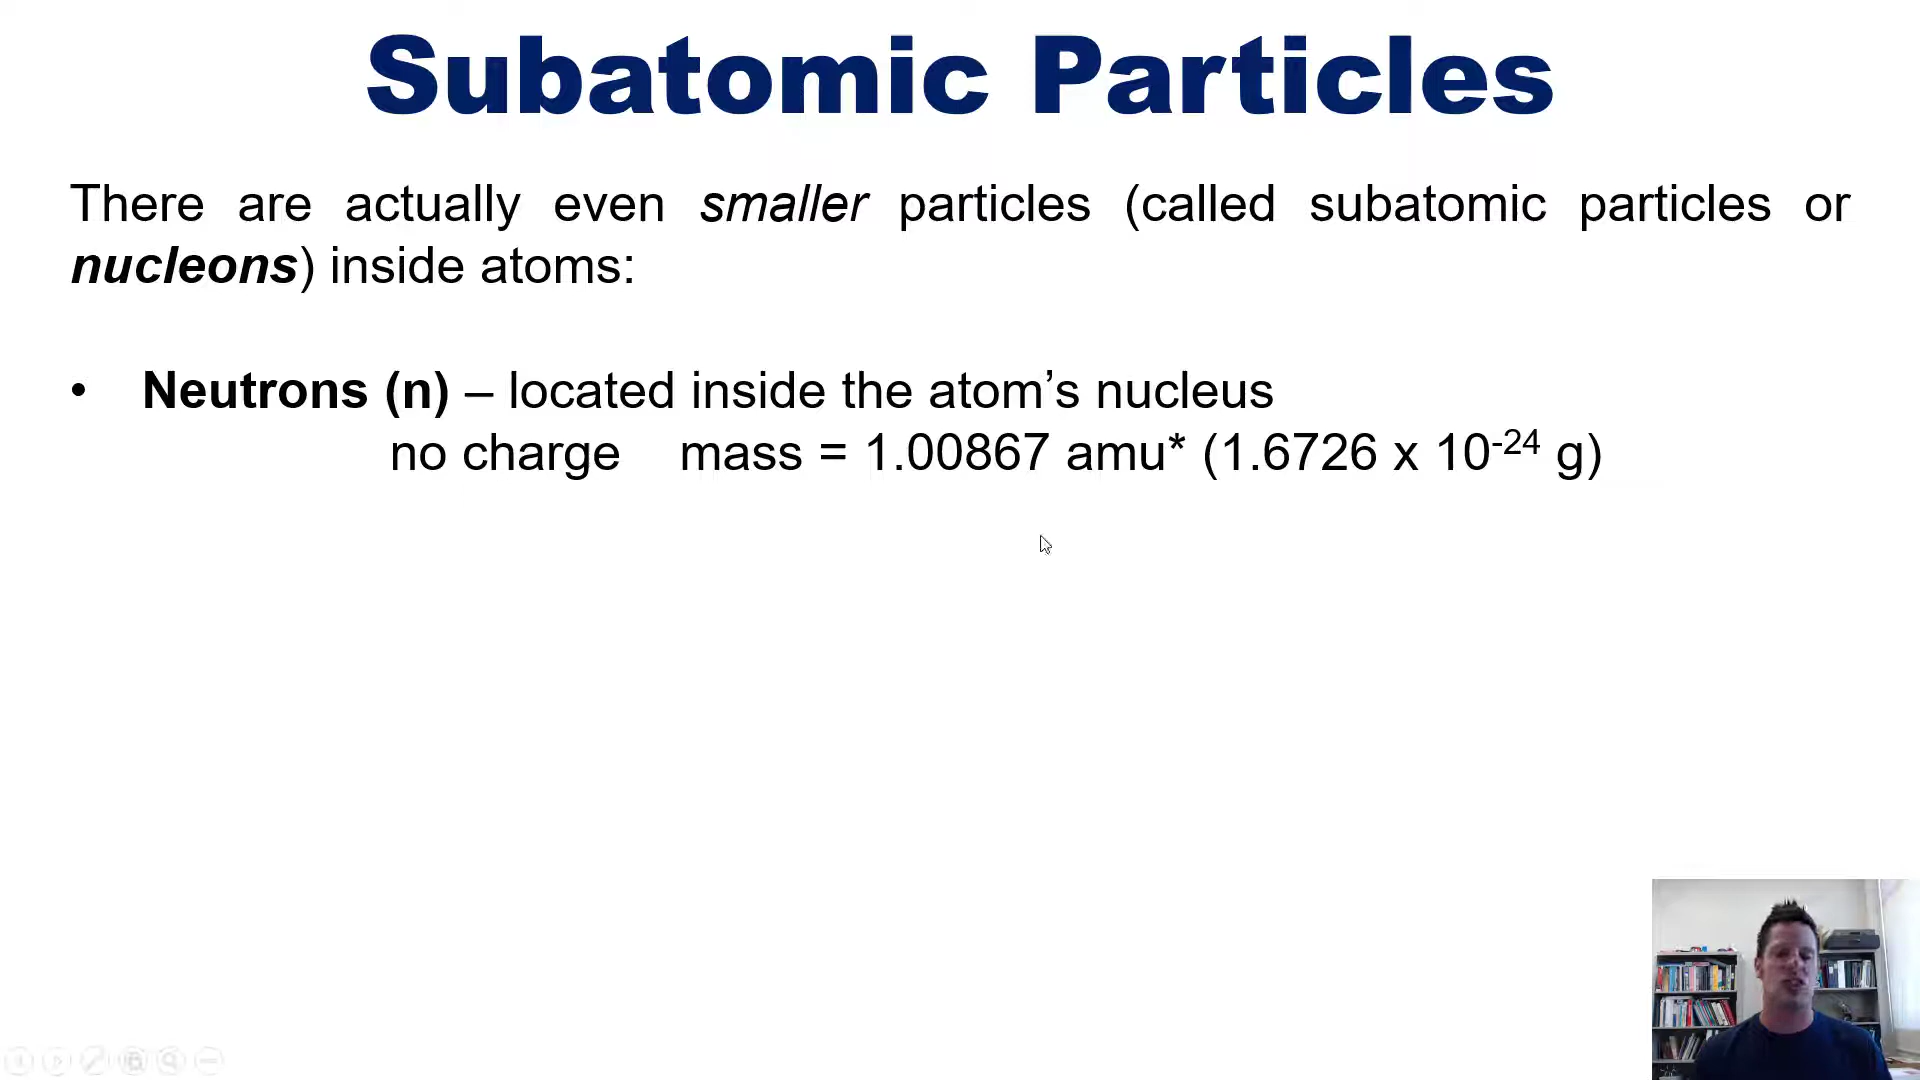 Subatomic Particles
There are actually even smaller particles (called subatomic particles or
nucleons) inside atoms:
• Neutrons (n) – located inside the atom’s nucleus
no charge mass = 1.00867 amu* (1.6726 x 10-24 g)